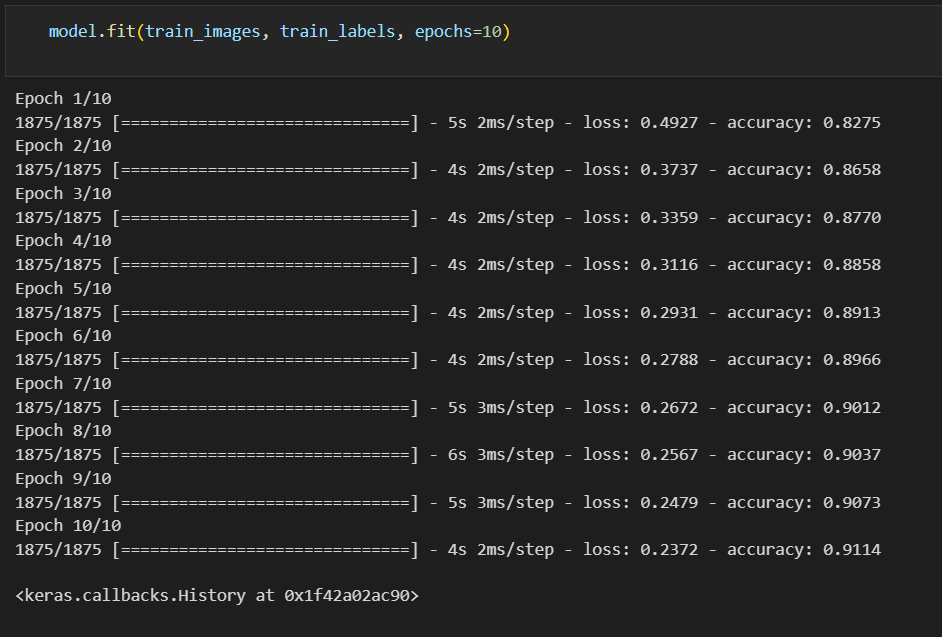 model.fit(train_images, train_labels, epochs=10)
Epoch 1/10
1875/1875 [==============================] - 5s 2ms/step - loss: 0.4927 - accuracy: 0.8275
Epoch 2/10
1875/1875 [==============================] - 4s 2ms/step - loss: 0.3737 - accuracy: 0.8658
Epoch 3/10
1875/1875 [==============================] - 4s 2ms/step - loss: 0.3359 - accuracy: 0.8770
Epoch 4/10
1875/1875 [==============================] - 4s 2ms/step - loss: 0.3116 - accuracy: 0.8858
Epoch 5/10
1875/1875 [==============================] - 4s 2ms/step - loss: 0.2931 - accuracy: 0.8913
Epoch 6/10
1875/1875 [==============================] - 4s 2ms/step - loss: 0.2788 - accuracy: 0.8966
Epoch 7/10
1875/1875 [==============================] - 5s 3ms/step - loss: 0.2672 - accuracy: 0.9012
Epoch 8/10
1875/1875 [==============================] - 6s 3ms/step - loss: 0.2567 - accuracy: 0.9037
Epoch 9/10
1875/1875 [==============================] - 5s 3ms/step - loss: 0.2479 - accuracy: 0.9073
Epoch 10/10
1875/1875 [==============================] - 4s 2ms/step - loss: 0.2372 - accuracy: 0.9114
<keras.callbacks.History at 0x1f42a02ac90>